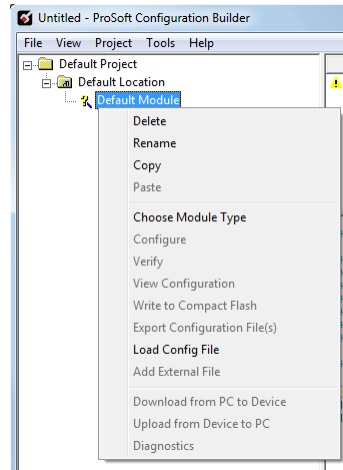 Untitled - ProSoft Configuration Builder
File View Project Tools Help
Default Project
Default Location
Default Module
Delete
Rename
Copy
Paste
Choose Module Type
Configure
Verify
View Configuration
Write to Compact Flash
Export Configuration File(s)
Load Config File
Add External File
Download from PC to Device
Upload from Device to PC
Diagnostics